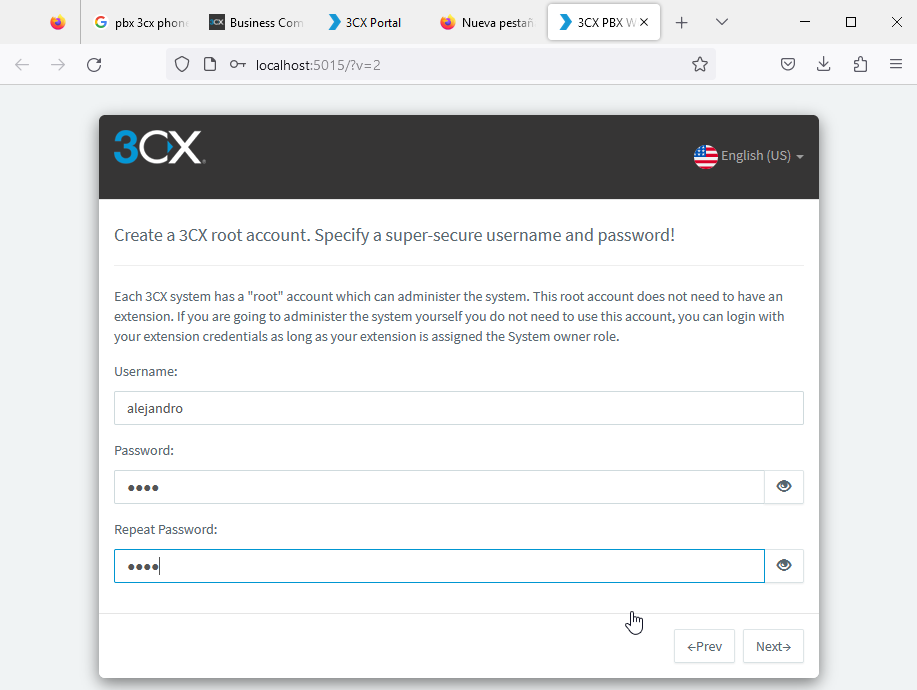 pbx 3cx phon
Business Com
3CX Portal
Nueva pestañ
3CX PBX W
localhost:5015/?v=2
3CX
English (US)
Create a 3CX root account. Specify a super-secure username and password!
Each 3CX system has a "root" account which can administer the system. This root account does not need to have an
extension. If you are going to administer the system yourself you do not need to use this account, you can login with
your extension credentials as long as your extension is assigned the System owner role.
Username:
alejandro
Password:
••••
Repeat Password:
••••
←Prev
Next→